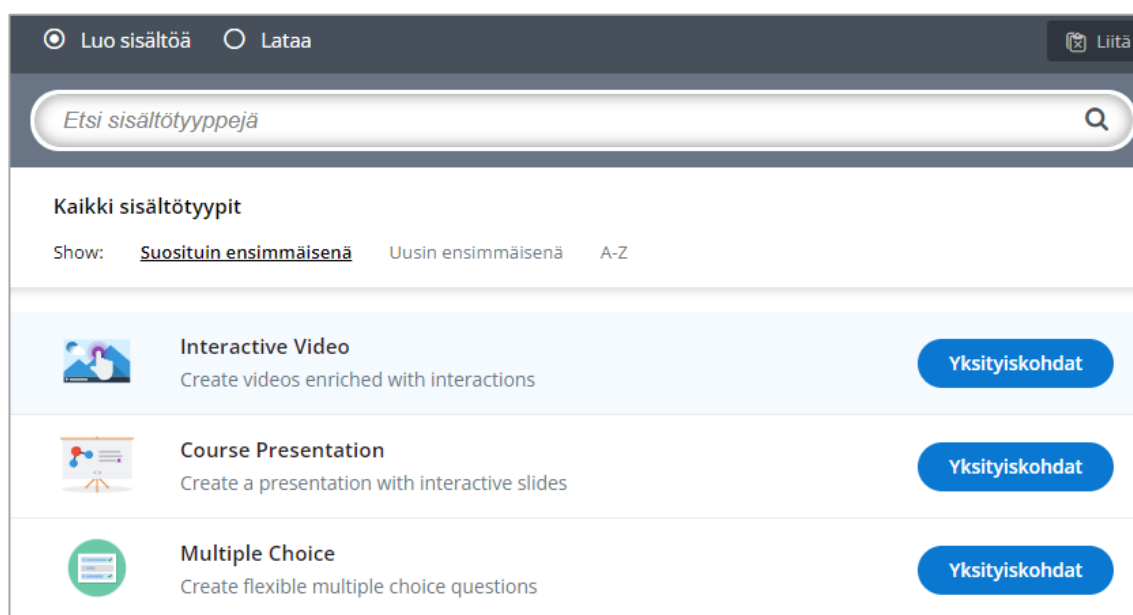 Luo sisältöä Lataa Liitä
Etsi sisältötyyppejä
Kaikki sisältötyypit
Show: Suosituin ensimmäisenä Uusin ensimmäisenä A-Z
Interactive Video
Create videos enriched with interactions
Yksityiskohdat
Course Presentation
Create a presentation with interactive slides
Yksityiskohdat
Multiple Choice
Create flexible multiple choice questions
Yksityiskohdat